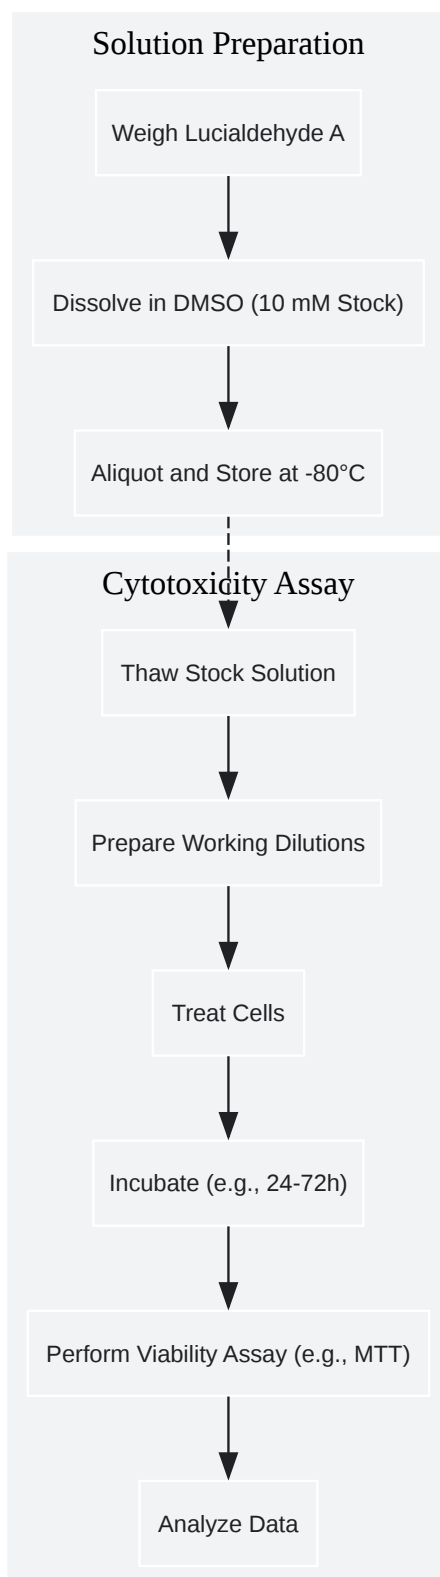 Solution Preparation
Weigh Lucialdehyde A
Dissolve in DMSO (10 mM Stock)
Aliquot and Store at -80°C
Cytotoxicity Assay
Thaw Stock Solution
Prepare Working Dilutions
Treat Cells
Incubate (e.g., 24-72h)
Perform Viability Assay (e.g., MTT)
Analyze Data